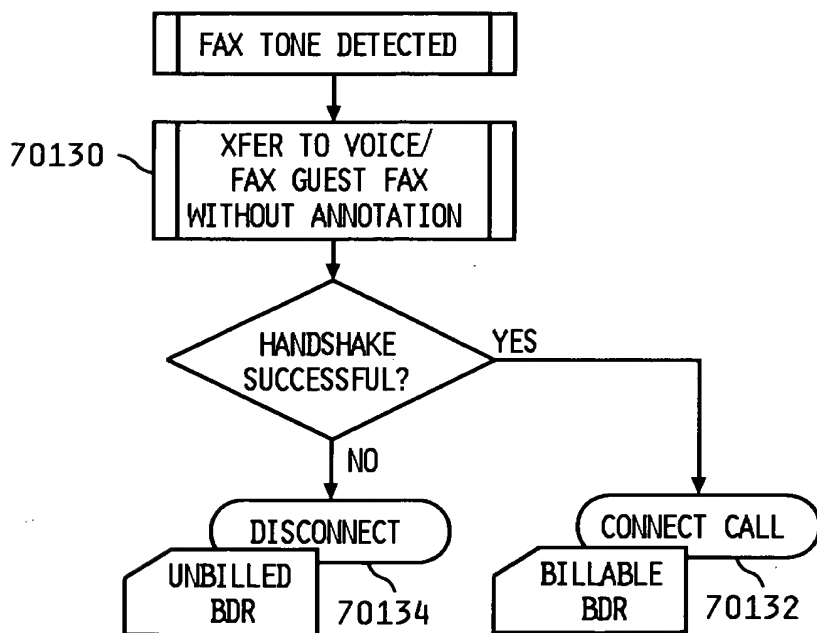 FAX TONE DETECTED
70130
XFER TO VOICE/
FAX GUEST FAX
WITHOUT ANNOTATION
HANDSHAKE
SUCCESSFUL?
YES
NO
DISCONNECT
UNBILLED
BDR
70134
CONNECT CALL
BILLABLE
BDR
70132